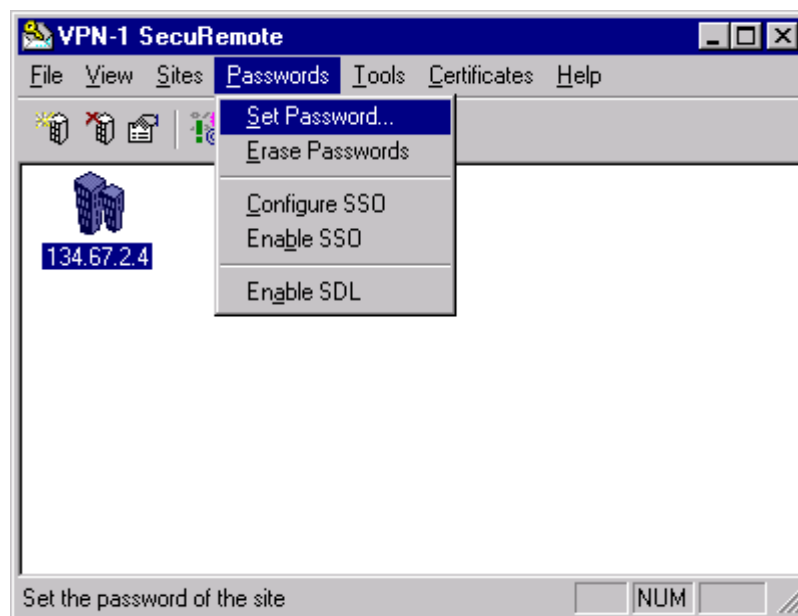 VPN-1 SecuRemote
File View Sites Passwords Tools Certificates Help
Set Password...
Erase Passwords
Configure SSO
Enable SSO
Enable SDL
134.67.2.4
Set the password of the site
NUM